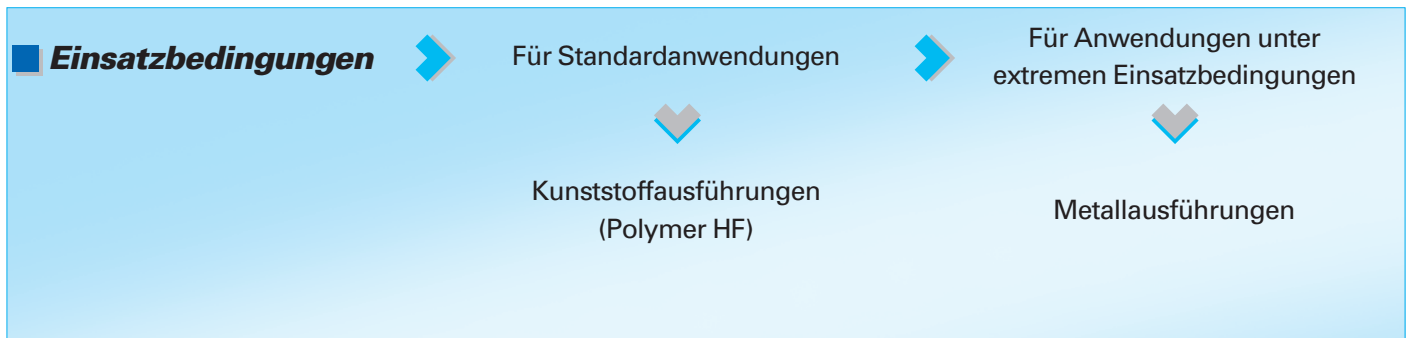 Einsatzbedingungen
Für Standardanwendungen
Für Anwendungen unter
extremen Einsatzbedingungen
Kunststoffausführungen
(Polymer HF)
Metallausführungen